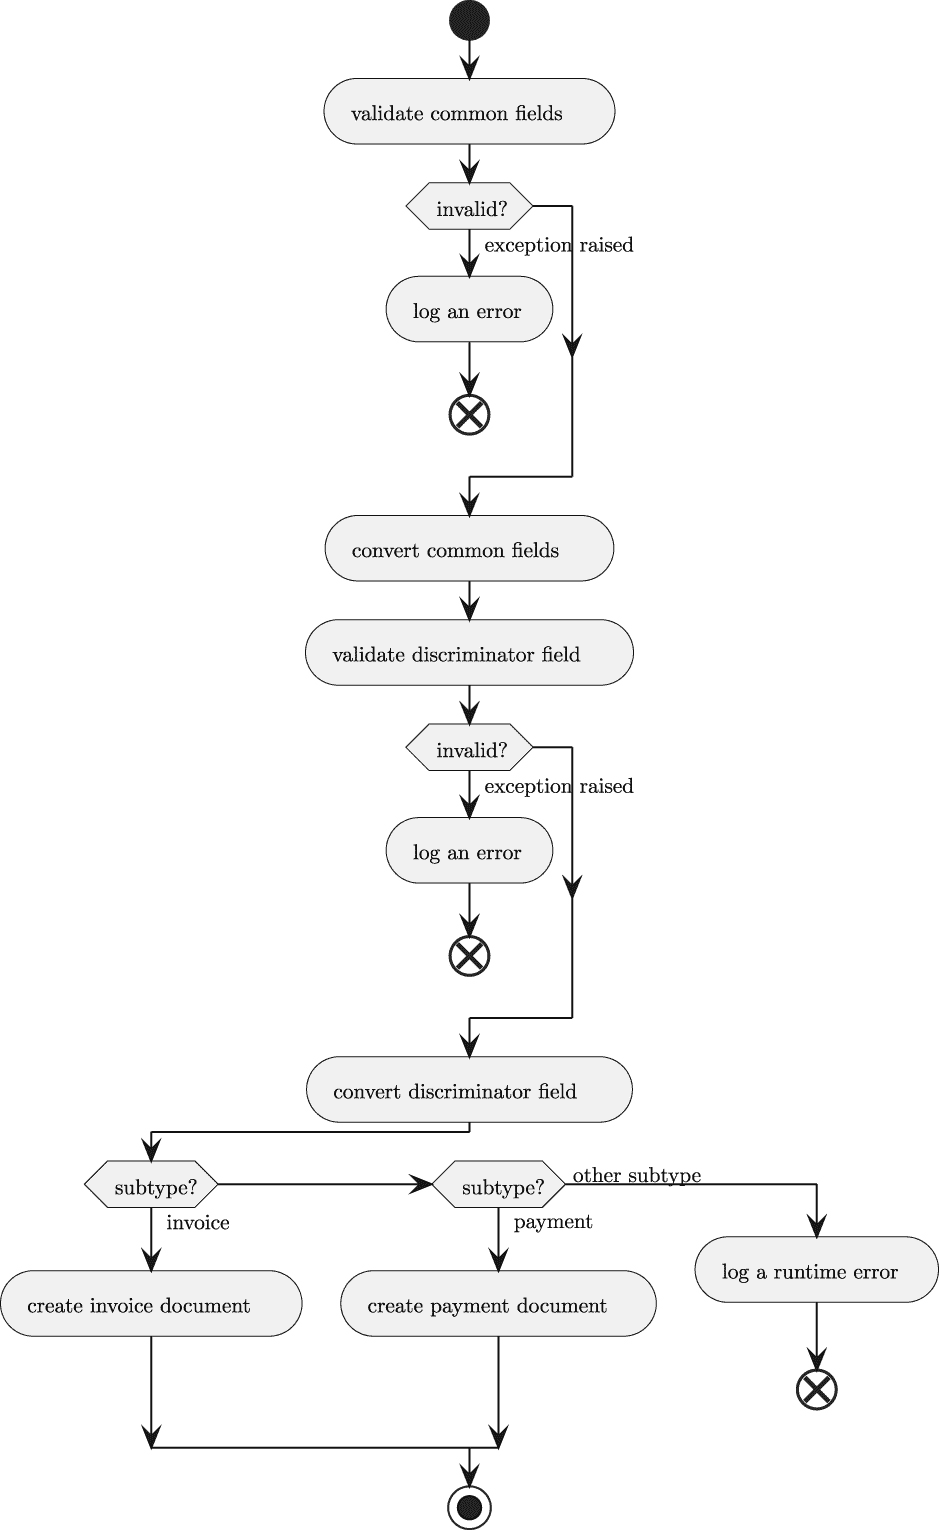 validate common fields
invalid?
exception raised
log an error
convert common fields
validate discriminator field
invalid?
exception raised
log an error
convert discriminator field
subtype?
subtype?
other subtype
invoice
payment
log a runtime error
create invoice document
create payment document